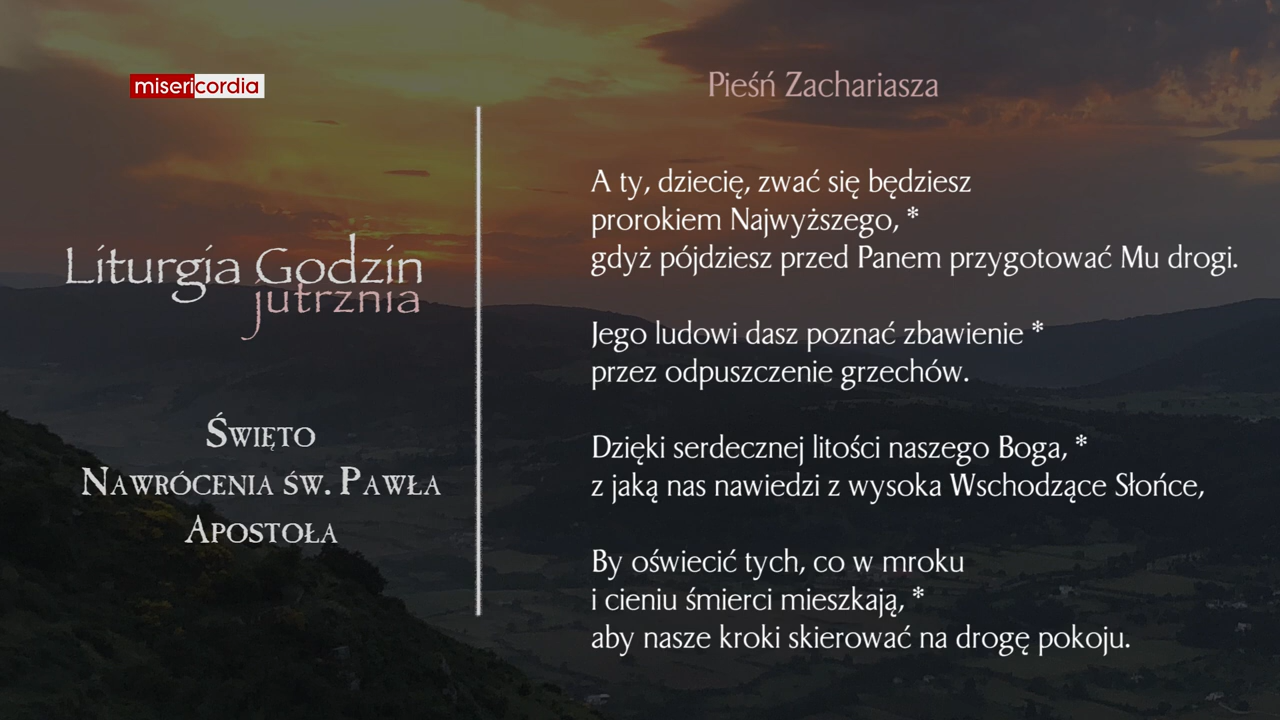 misericordia
Liturgia Godzin
jutrznia
Święto
Nawrócenia św. Pawła
Apostoła
Pieśń Zachariasza
A ty, dziecię, zwać się będziesz
prorokiem Najwyższego, *
gdyż pójdziesz przed Panem przygotować Mu drogi.
Jego ludowi dasz poznać zbawienie *
przez odpuszczenie grzechów.
Dzięki serdecznej litości naszego Boga, *
z jaką nas nawiedzi z wysoka Wschodzące Słońce,
By oświecić tych, co w mroku
i cieniu śmierci mieszkają, *
aby nasze kroki skierować na drogę pokoju.